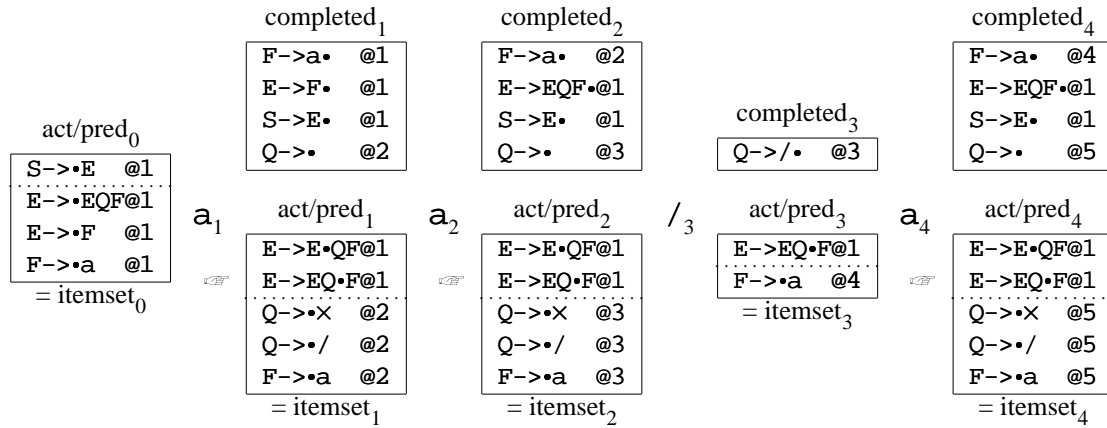 act/pred0
S->•E @1
E->•EQF@1
E->•F @1
F->•a @1
= itemset0
a1
☞
completed1
F->a• @1
E->F• @1
S->E• @1
Q->• @2
act/pred1
E->E•QF@1
E->EQ•F@1
Q->•× @2
Q->•/ @2
F->•a @2
= itemset1
a2
☞
completed2
F->a• @2
E->EQF•@1
S->E• @1
Q->• @3
act/pred2
E->E•QF@1
E->EQ•F@1
Q->•× @3
Q->•/ @3
F->•a @3
= itemset2
/3
completed3
Q->/• @3
act/pred3
E->EQ•F@1
F->•a @4
= itemset3
a4
☞
completed4
F->a• @4
E->EQF•@1
S->E• @1
Q->• @5
act/pred4
E->E•QF@1
E->EQ•F@1
Q->•× @5
Q->•/ @5
F->•a @5
= itemset4